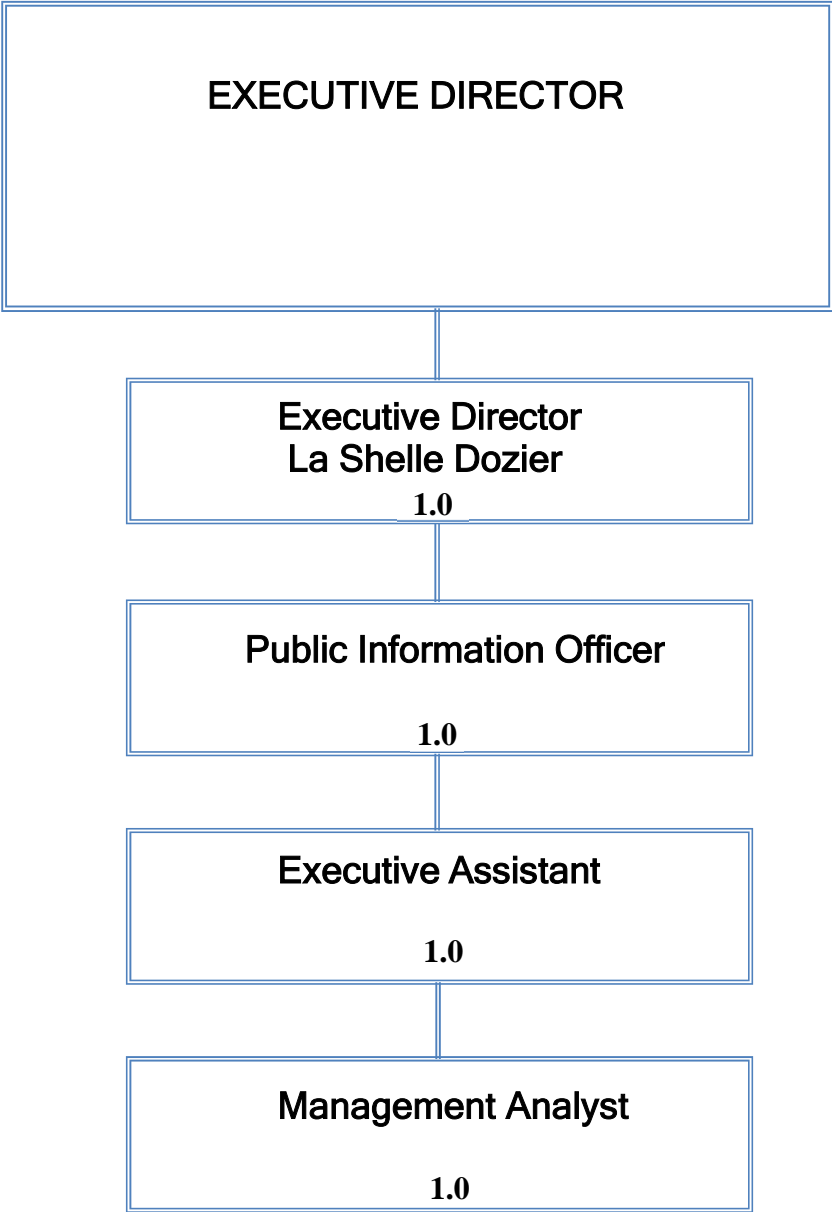 EXECUTIVE DIRECTOR
Executive Director
La Shelle Dozier
1.0
Public Information Officer
1.0
Executive Assistant
1.0
Management Analyst
1.0